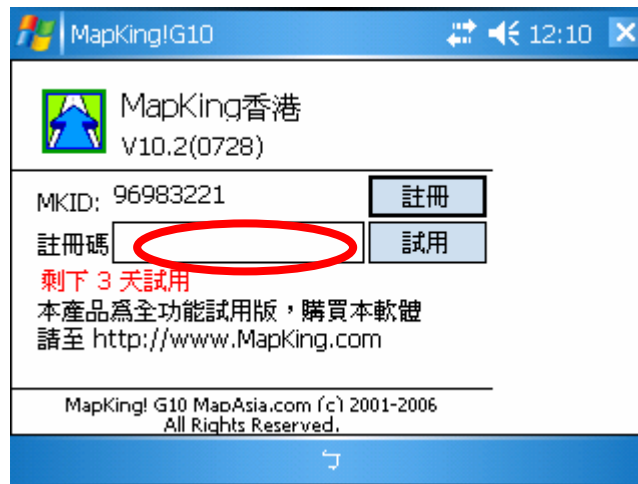 MapKing!G10 12:10
MapKing香港
V10.2(0728)
MKID: 96983221 註冊
註冊碼 試用
剩下 3 天試用
本產品爲全功能試用版，購買本軟體
請至 http://www.MapKing.com
MapKing! G10 MapAsia.com (c) 2001-2006
All Rights Reserved.